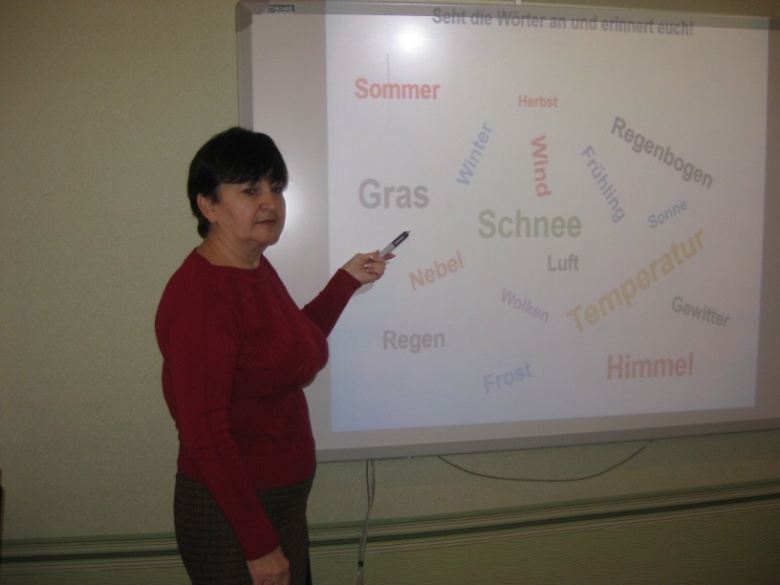 Seht die Wörter an und erinnert euch!
Sommer
Herbst
Winter
Wind
Frühling
Regenbogen
Gras
Schnee
Sonne
Nebel
Luft
Temperatur
Wolken
Gewitter
Regen
Frost
Himmel